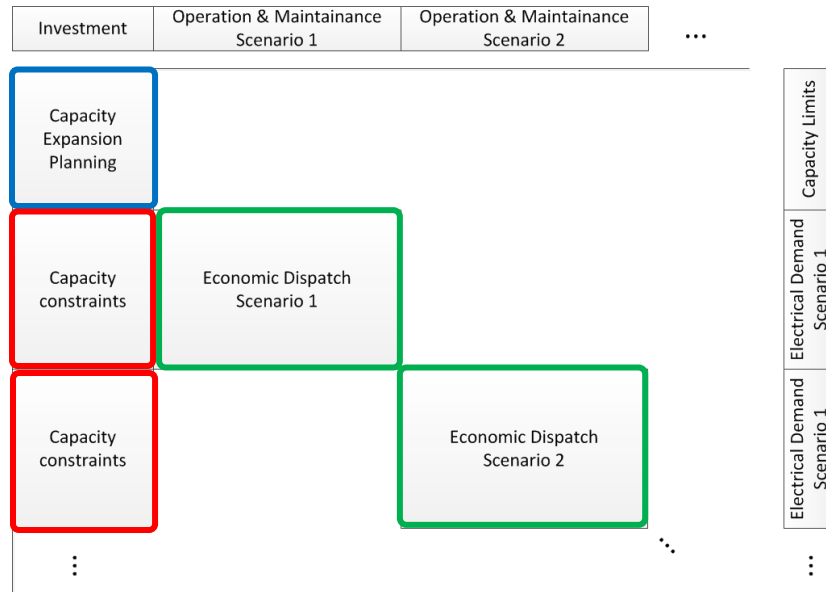 Investment
Operation & Maintainance
Scenario 1
Operation & Maintainance
Scenario 2
...
Capacity
Expansion
Planning
Capacity Limits
Capacity
constraints
Economic Dispatch
Scenario 1
Electrical Demand
Scenario 1
Capacity
constraints
Economic Dispatch
Scenario 2
Electrical Demand
Scenario 1